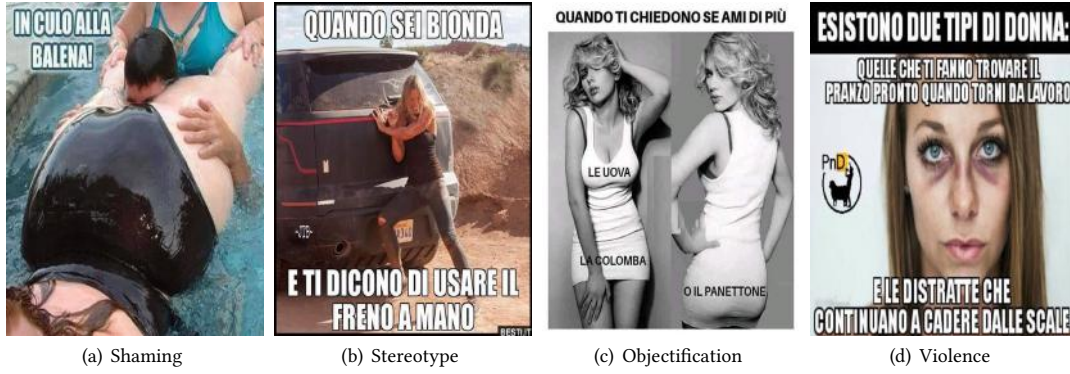 IN CULO ALLA
BALENA!
(a) Shaming
QUANDO SEI BIONDA
E TI DICONO DI USARE IL
FRENO A MANO
BESTI.IT
(b) Stereotype
QUANDO TI CHIEDONO SE AMI DI PIÙ
LE UOVA
LA COLOMBA
O IL PANETTONE
(c) Objectification
ESISTONO DUE TIPI DI DONNA:
QUELLE CHE TI FANNO TROVARE IL
PRANZO PRONTO QUANDO TORNI DA LAVORO
PnD
E LE DISTRATTE CHE
CONTINUANO A CADERE DALLE SCALE
(d) Violence